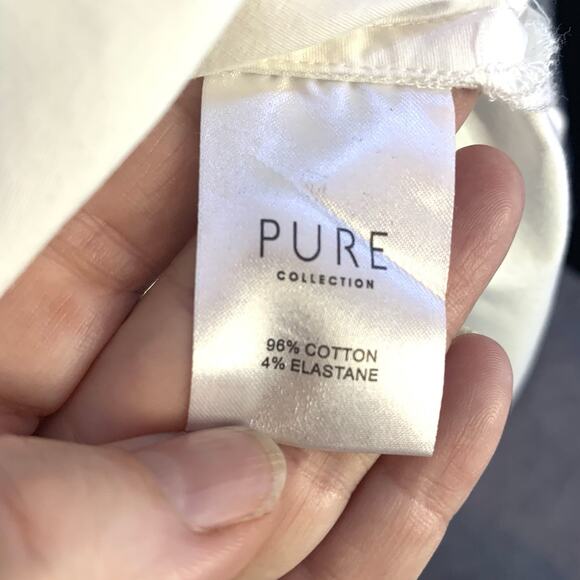 PURE
COLLECTION
96% COTTON
4% ELASTANE